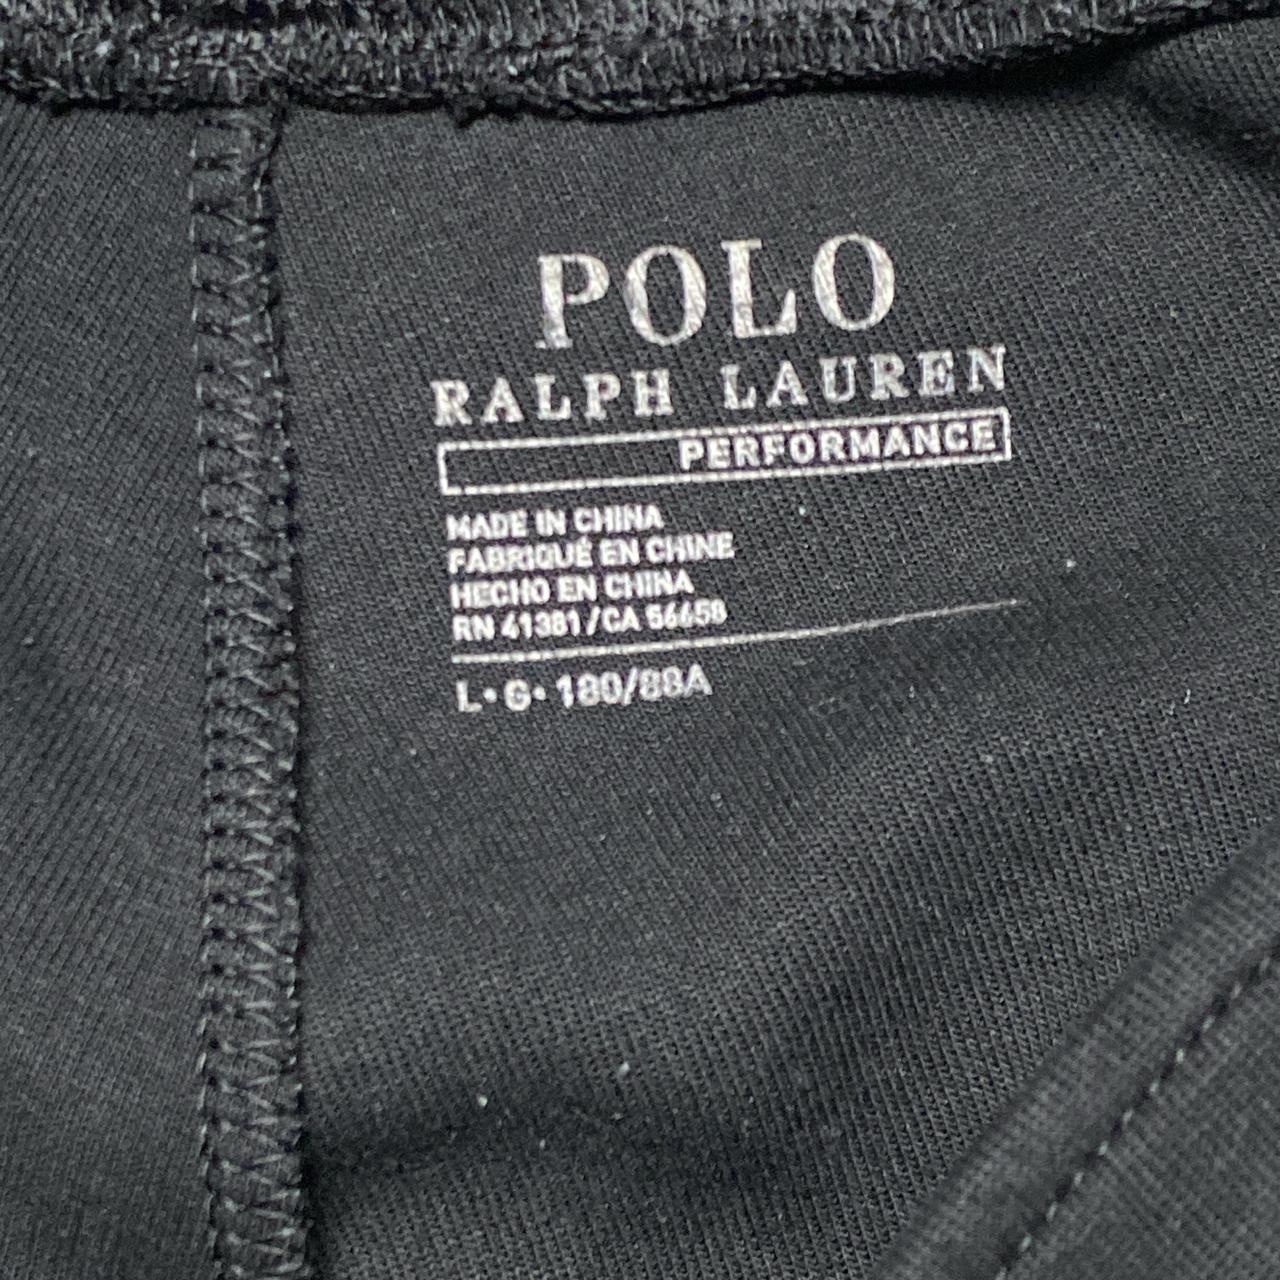 POLO
RALPH LAUREN
PERFORMANCE
MADE IN CHINA
FABRIQUÉ EN CHINE
HECHO EN CHINA
RN 41381/CA 56658
L•G•180/88A